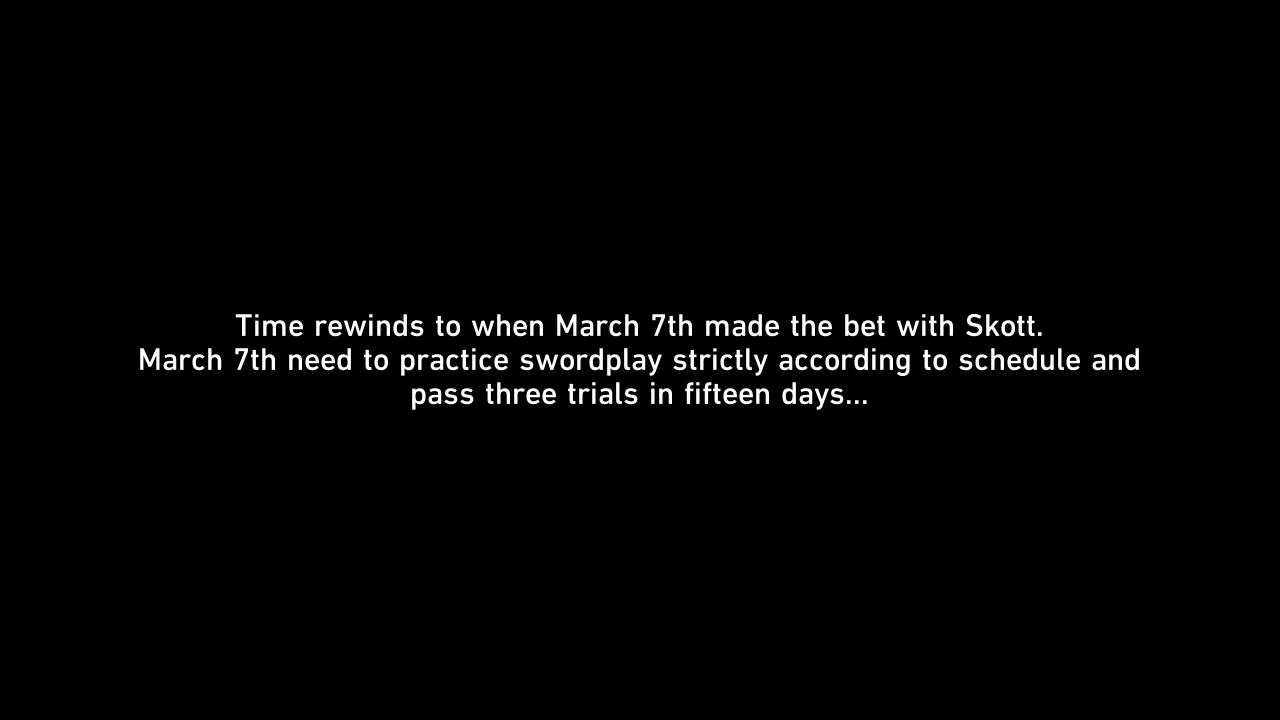 Time rewinds to when March 7th made the bet with Skott.
March 7th need to practice swordplay strictly according to schedule and
pass three trials in fifteen days...